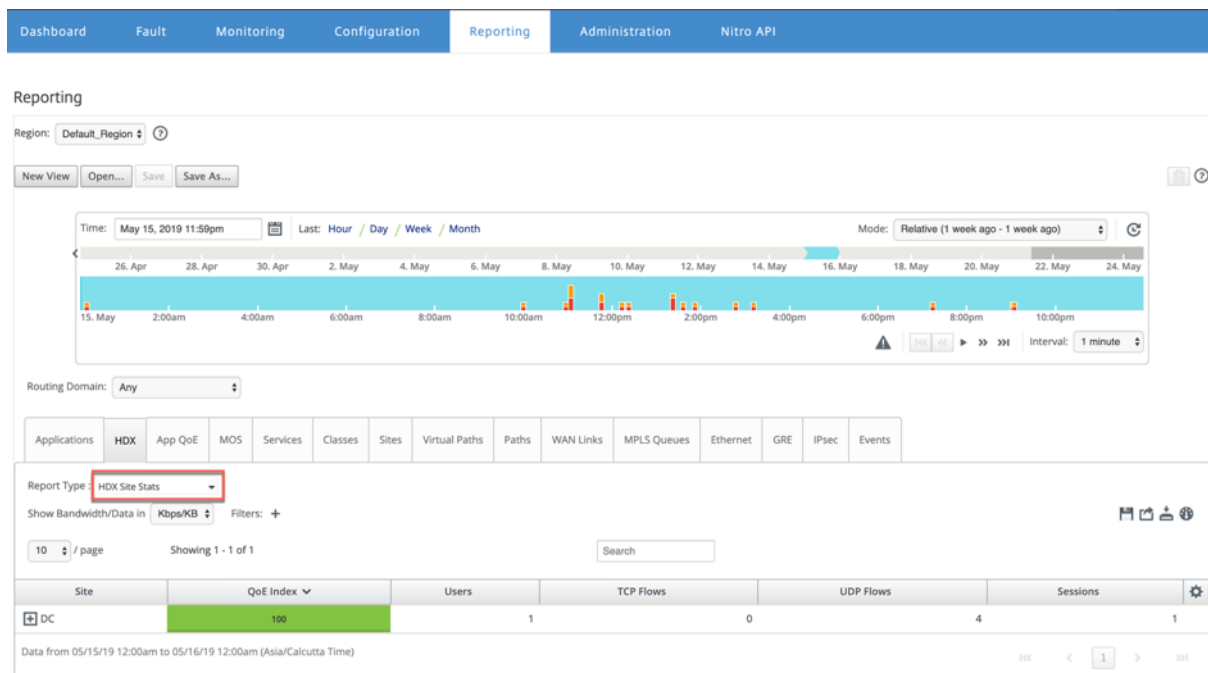 Dashboard Fault Monitoring Configuration Reporting Administration Nitro API
Reporting
Region: Default_Region ?
New View Open... Save Save As... ?
Time: May 15, 2019 11:59pm Last: Hour / Day / Week / Month Mode: Relative (1 week ago - 1 week ago)
26. Apr 28. Apr 30. Apr 2. May 4. May 6. May 8. May 10. May 12. May 14. May 16. May 18. May 20. May 22. May 24. May
15. May 2:00am 4:00am 6:00am 8:00am 10:00am 12:00pm 2:00pm 4:00pm 6:00pm 8:00pm 10:00pm
Interval: 1 minute
Routing Domain: Any
Applications HDX App QoE MOS Services Classes Sites Virtual Paths Paths WAN Links MPLS Queues Ethernet GRE IPsec Events
Report Type : HDX Site Stats
Show Bandwidth/Data in Kbps/KB Filters: +
10 / page Showing 1 - 1 of 1 Search
Site QoE Index Users TCP Flows UDP Flows Sessions
DC 100 1 0 4 1
Data from 05/15/19 12:00am to 05/16/19 12:00am (Asia/Calcutta Time) 1